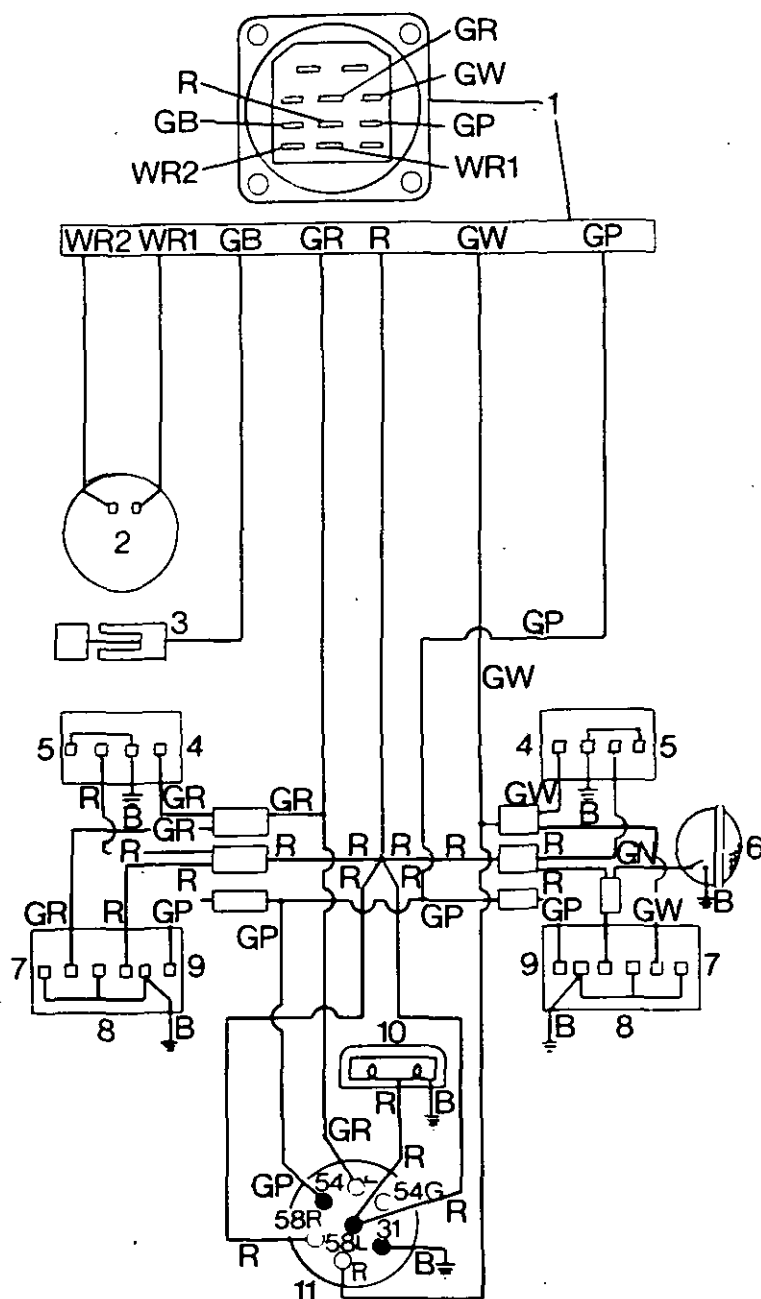 GR
R GW
GB GP 1
WR2 WR1
WR2 WR1 GB GR R GW GP
2
3 GP
GW
5 4 4 5
R GR GR GW B
B GR R GN 6
R R R R
R R R R B
GR R GP GP GP GP GW
7 9 9 7
8 B 10 B 8
R B
GR R
GP 54 L 54G
58R R
58L 31
R R B
11